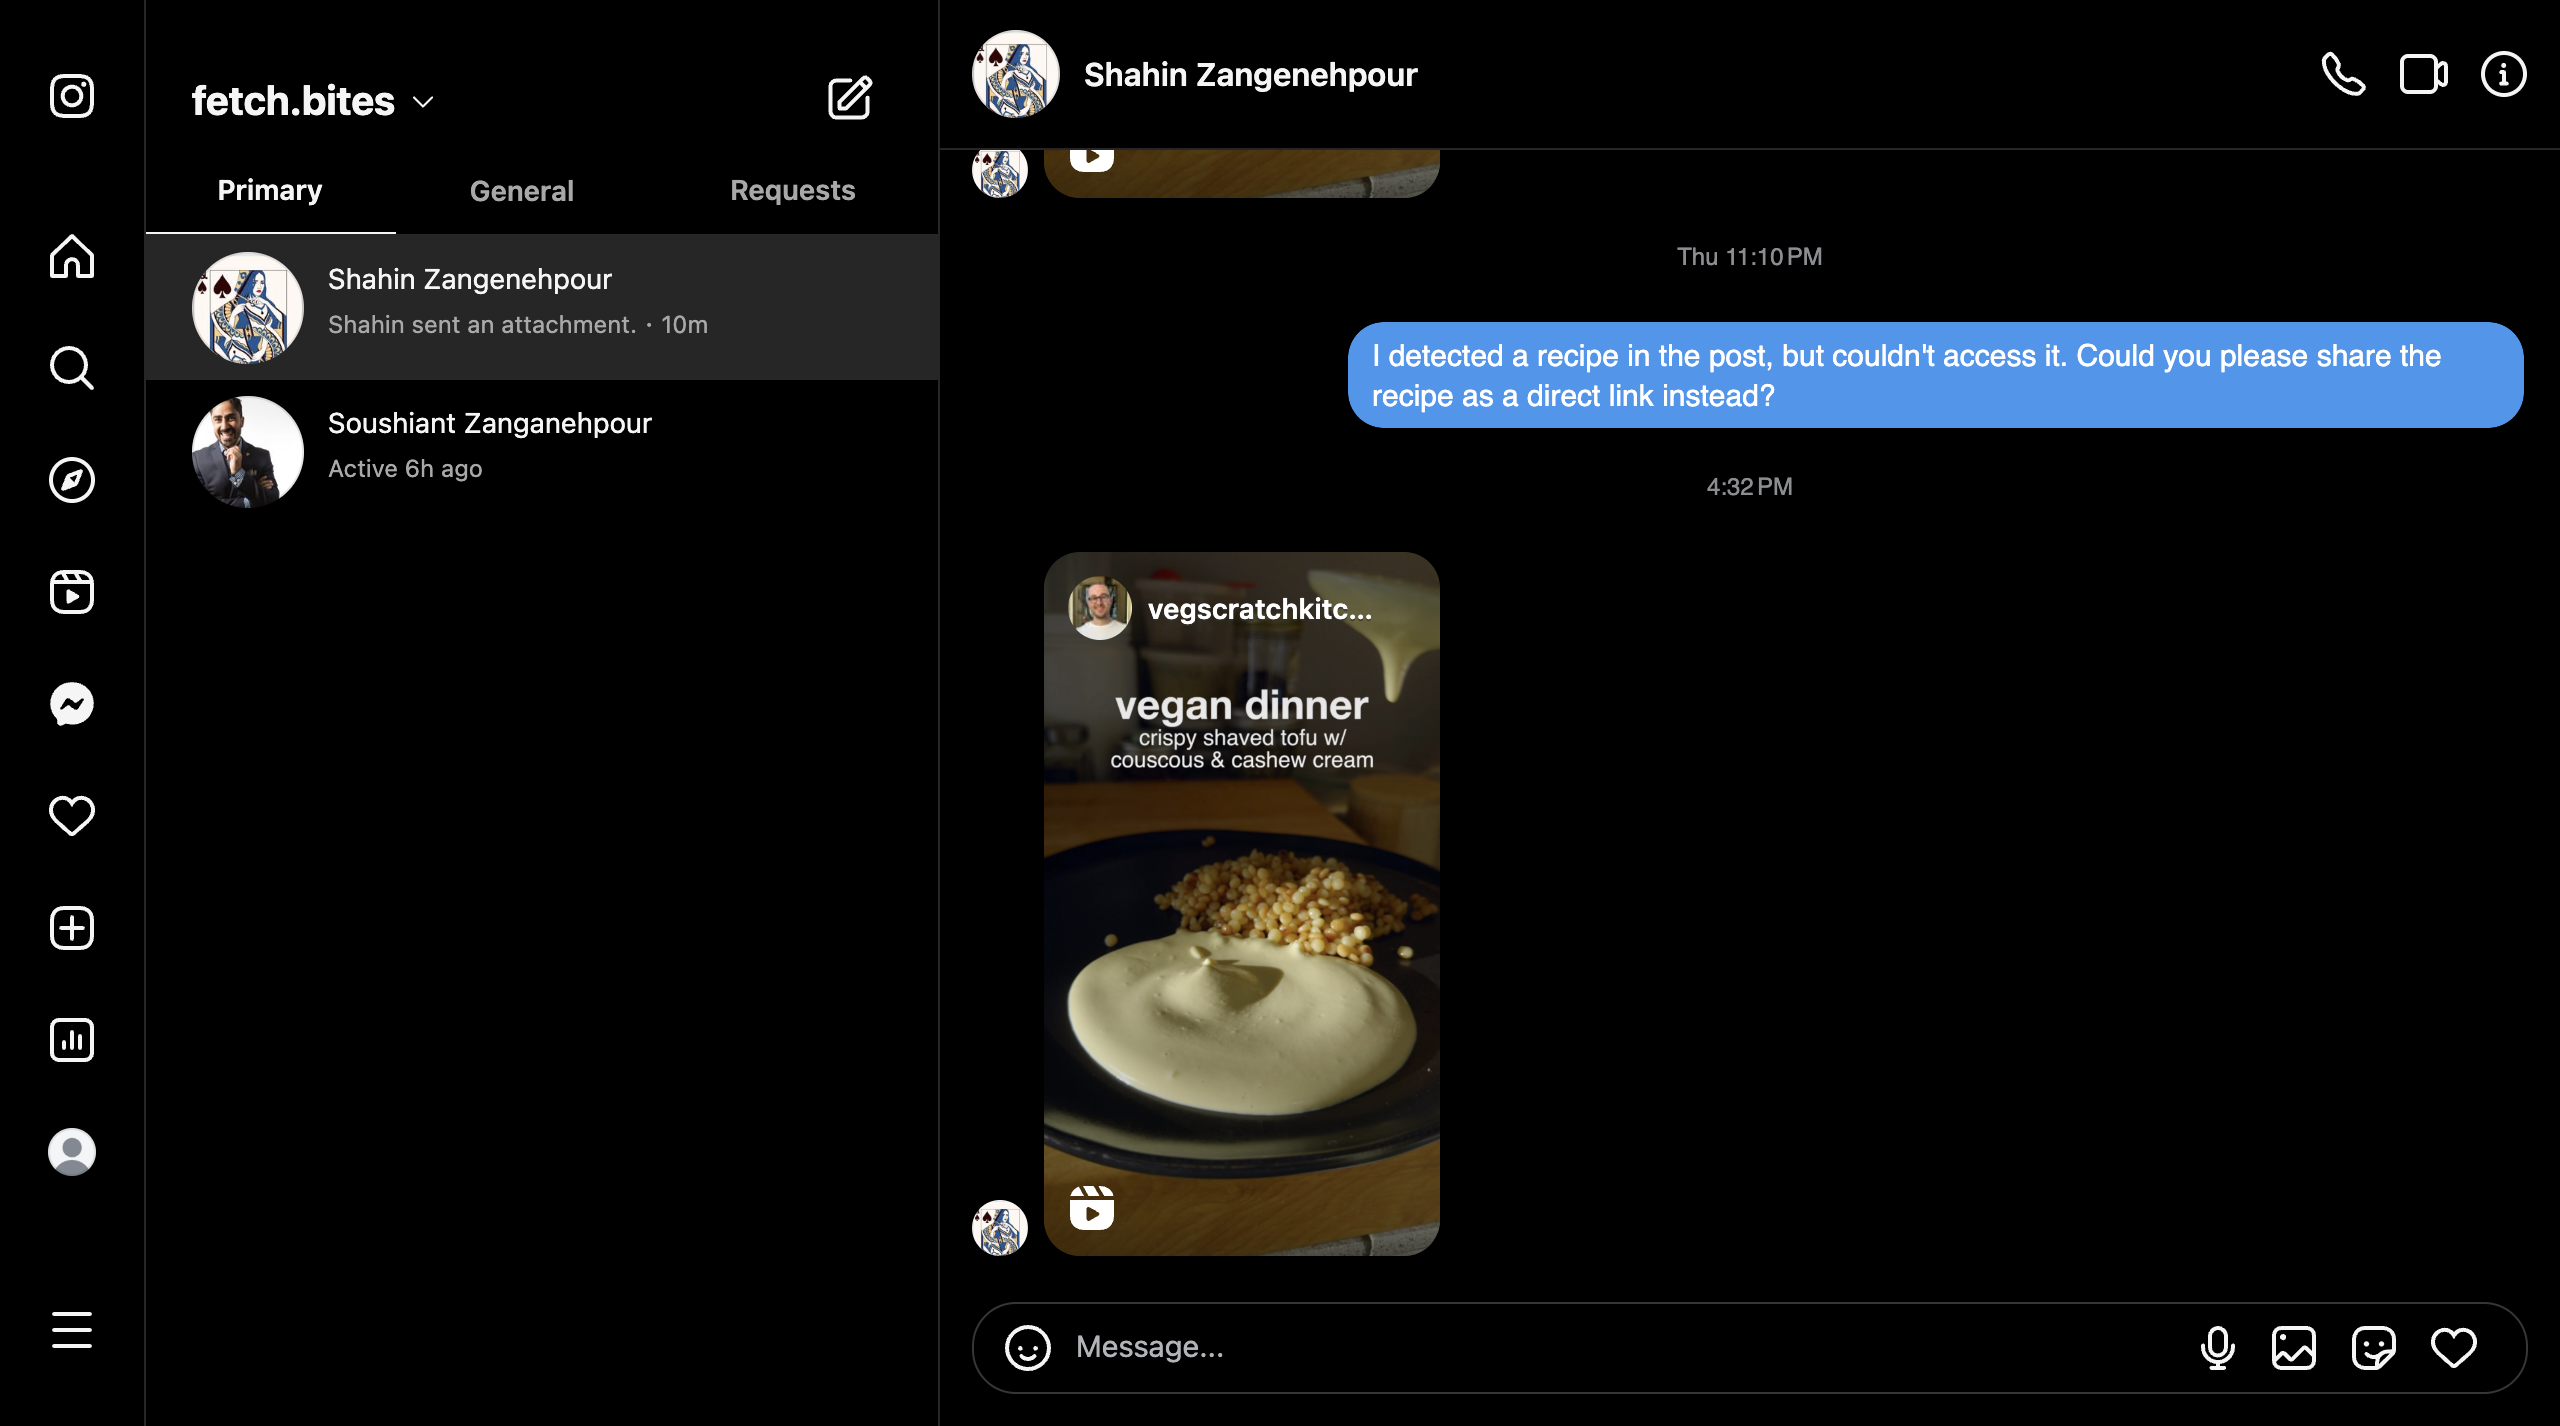 fetch.bites
Primary
General
Requests
Shahin Zangenehpour
Shahin sent an attachment. · 10m
Soushiant Zanganehpour
Active 6h ago
Shahin Zangenehpour
Thu 11:10 PM
I detected a recipe in the post, but couldn't access it. Could you please share the
recipe as a direct link instead?
4:32 PM
vegscratchkitc...
vegan dinner
crispy shaved tofu w/
couscous & cashew cream
Message...